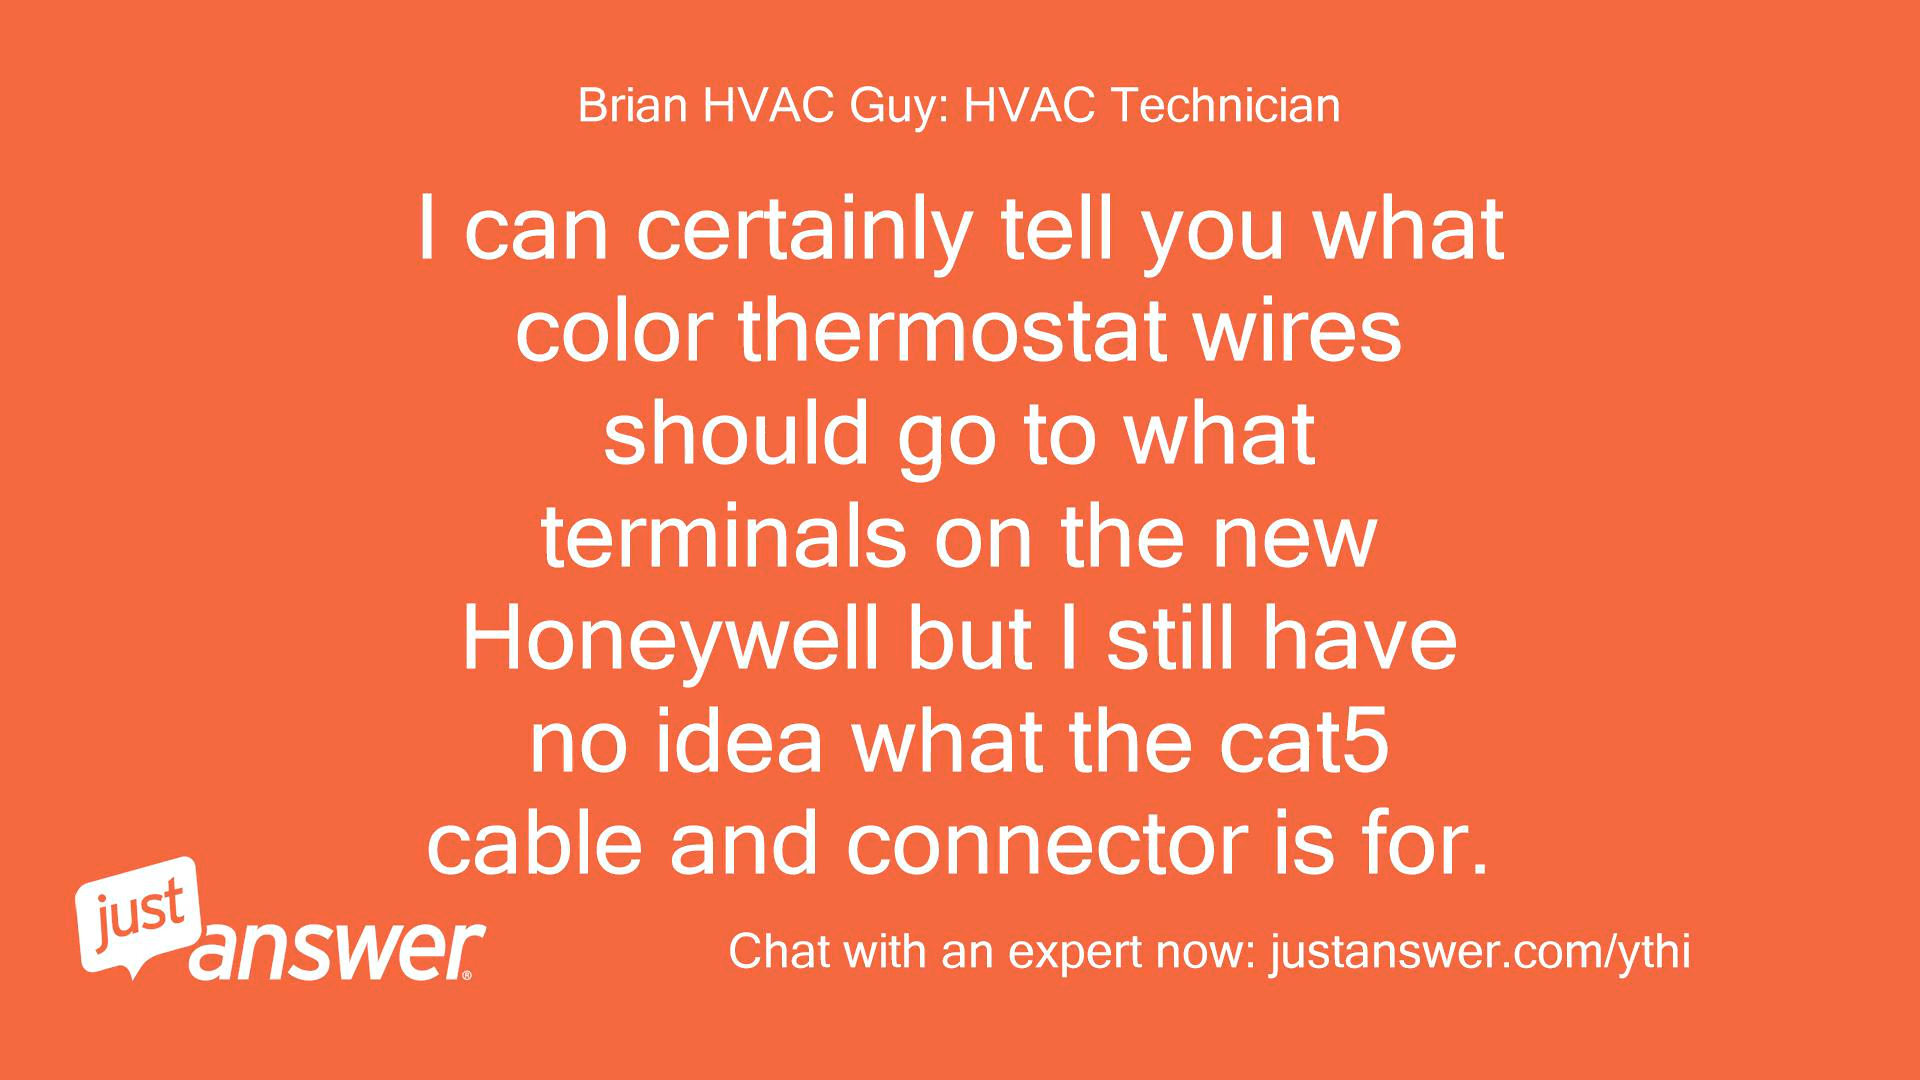 Brian HVAC Guy: HVAC Technician
I can certainly tell you what
color thermostat wires
should go to what
terminals on the new
Honeywell but I still have
no idea what the cat5
cable and connector is for.
just
answer®
Chat with an expert now: justanswer.com/ythi